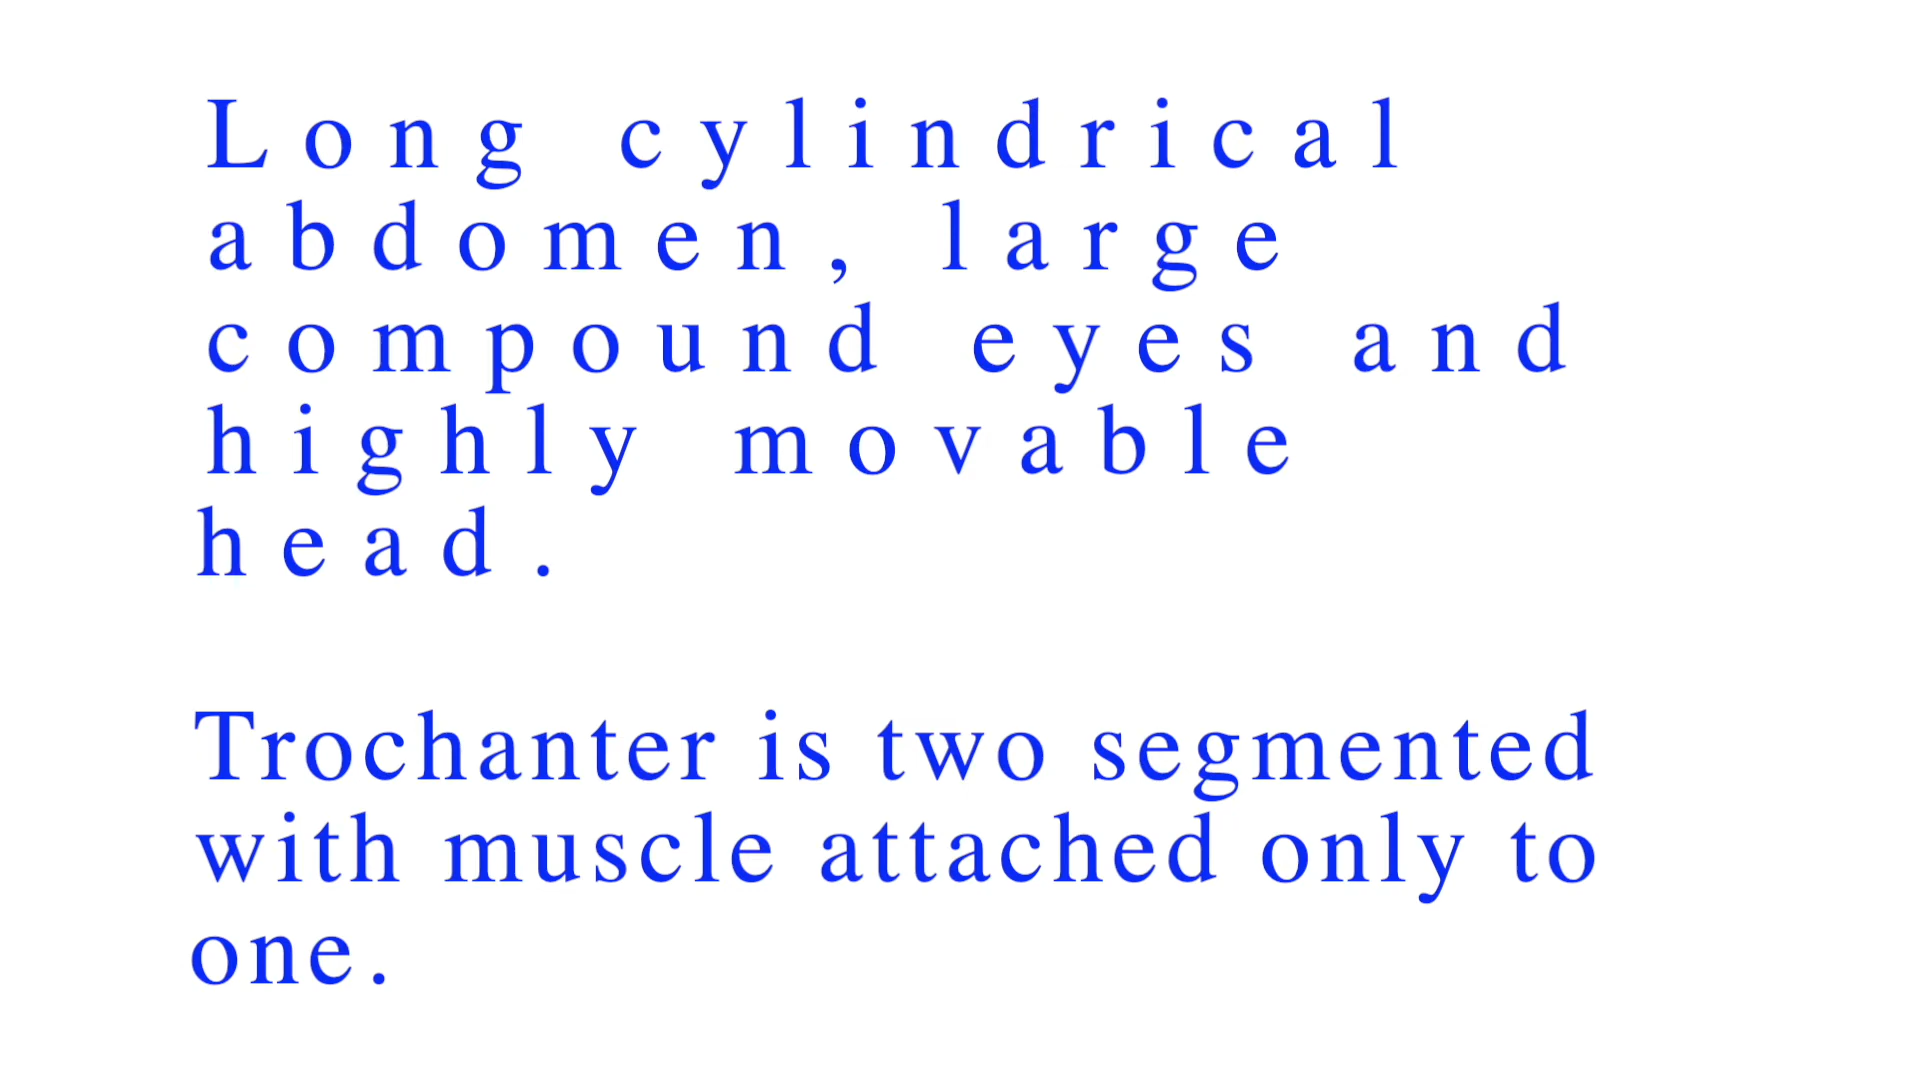 Long cylindrical
abdomen, large
compound eyes and
highly movable
head.
Trochanter is two segmented
with muscle attached only to
one.